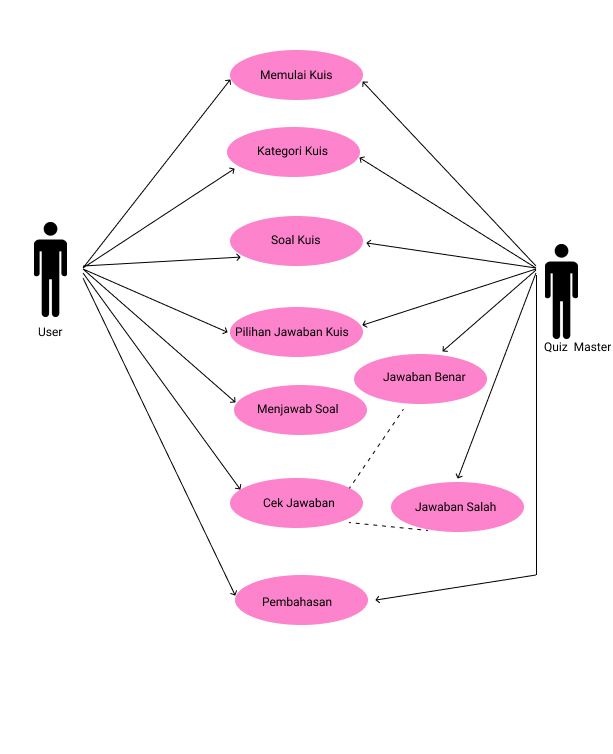 Memulai Kuis
Kategori Kuis
Soal Kuis
User
Pilihan Jawaban Kuis
Quiz Master
Jawaban Benar
Menjawab Soal
Cek Jawaban
Jawaban Salah
Pembahasan